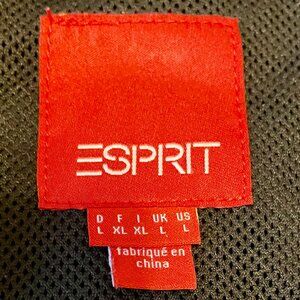 ESPRIT
D F I UK US
L XL XL L L
fabriqué en
china